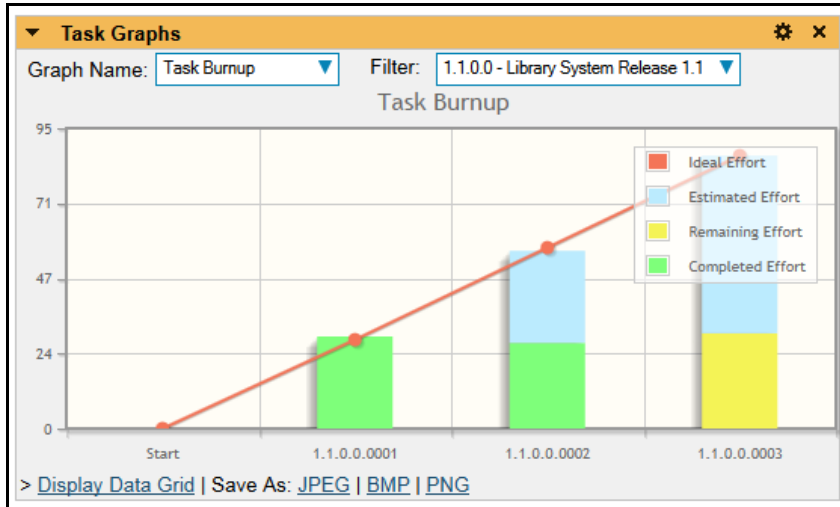 Task Graphs
Graph Name: Task Burnup Filter: 1.1.0.0 - Library System Release 1.1
Task Burnup
95
71
47
24
0
Ideal Effort
Estimated Effort
Remaining Effort
Completed Effort
Start 1.1.0.0.0001 1.1.0.0.0002 1.1.0.0.0003
> Display Data Grid | Save As: JPEG | BMP | PNG